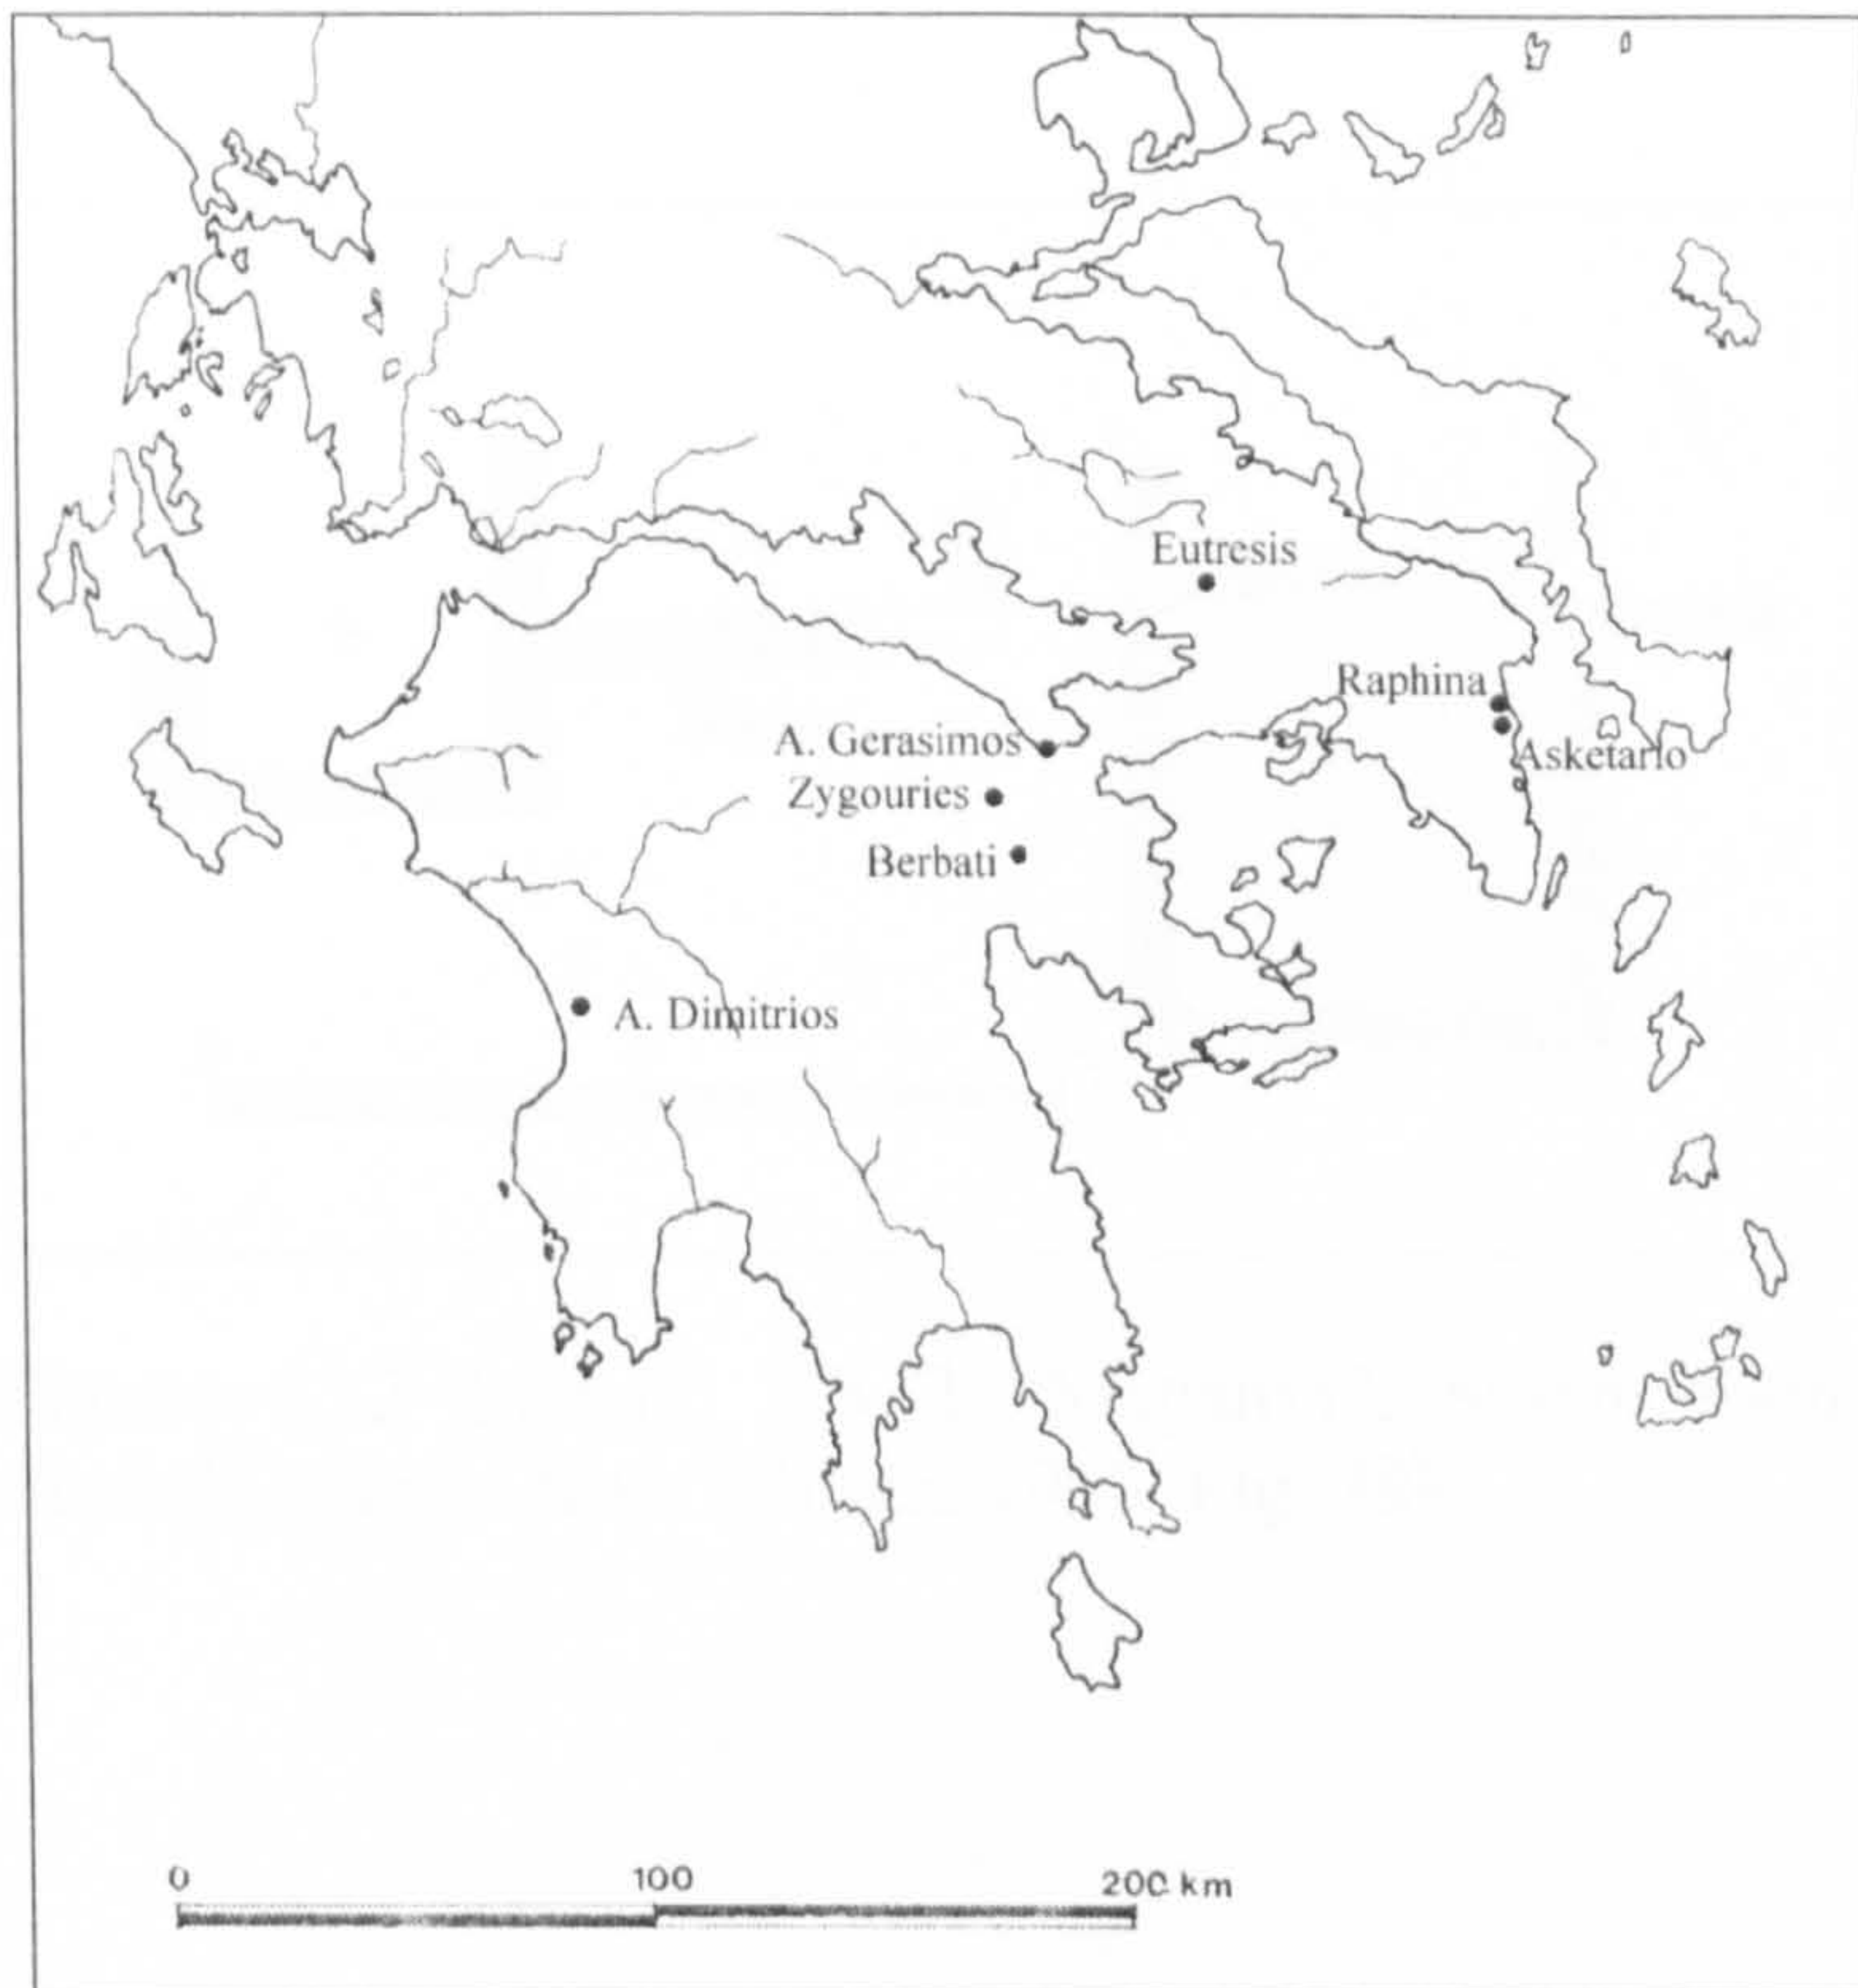 Eutresis
Raphina
A. Gerasimos
Asketario
Zygouries
Berbati
A. Dimitrios
0 100 200 km